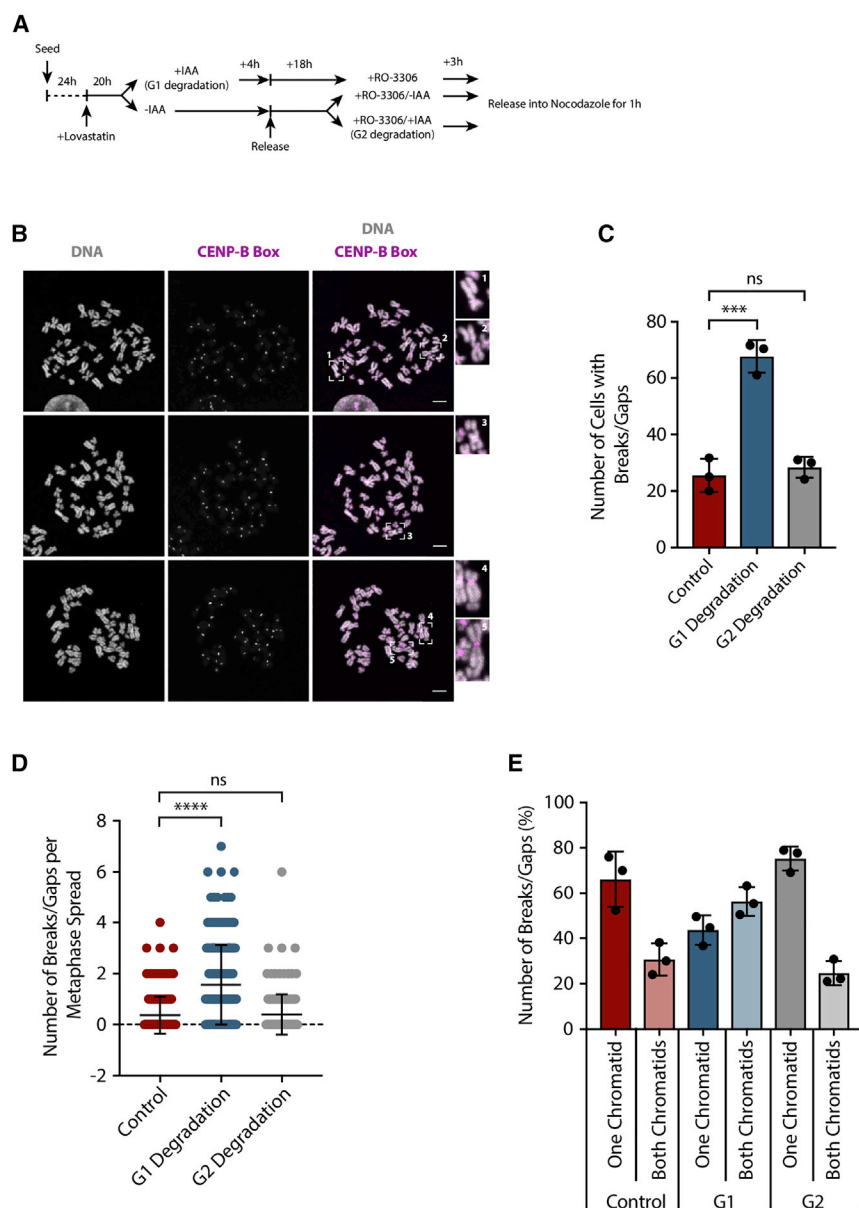 A
Seed
24h
20h
+Lovastatin
+IAA
(G1 degradation)
-IAA
+4h
+18h
Release
+RO-3306
+RO-3306/-IAA
+RO-3306/+IAA
(G2 degradation)
+3h
Release into Nocodazole for 1h
B
DNA
CENP-B Box
DNA
CENP-B Box
1
2
1
2
3
3
4
5
4
5
C
ns
***
80
60
40
20
0
Number of Cells with
Breaks/Gaps
Control
G1 Degradation
G2 Degradation
D
ns
****
8
6
4
2
0
-2
Number of Breaks/Gaps per
Metaphase Spread
Control
G1 Degradation
G2 Degradation
E
100
80
60
40
20
0
Number of Breaks/Gaps (%)
One Chromatid
Both Chromatids
One Chromatid
Both Chromatids
One Chromatid
Both Chromatids
Control
G1
G2